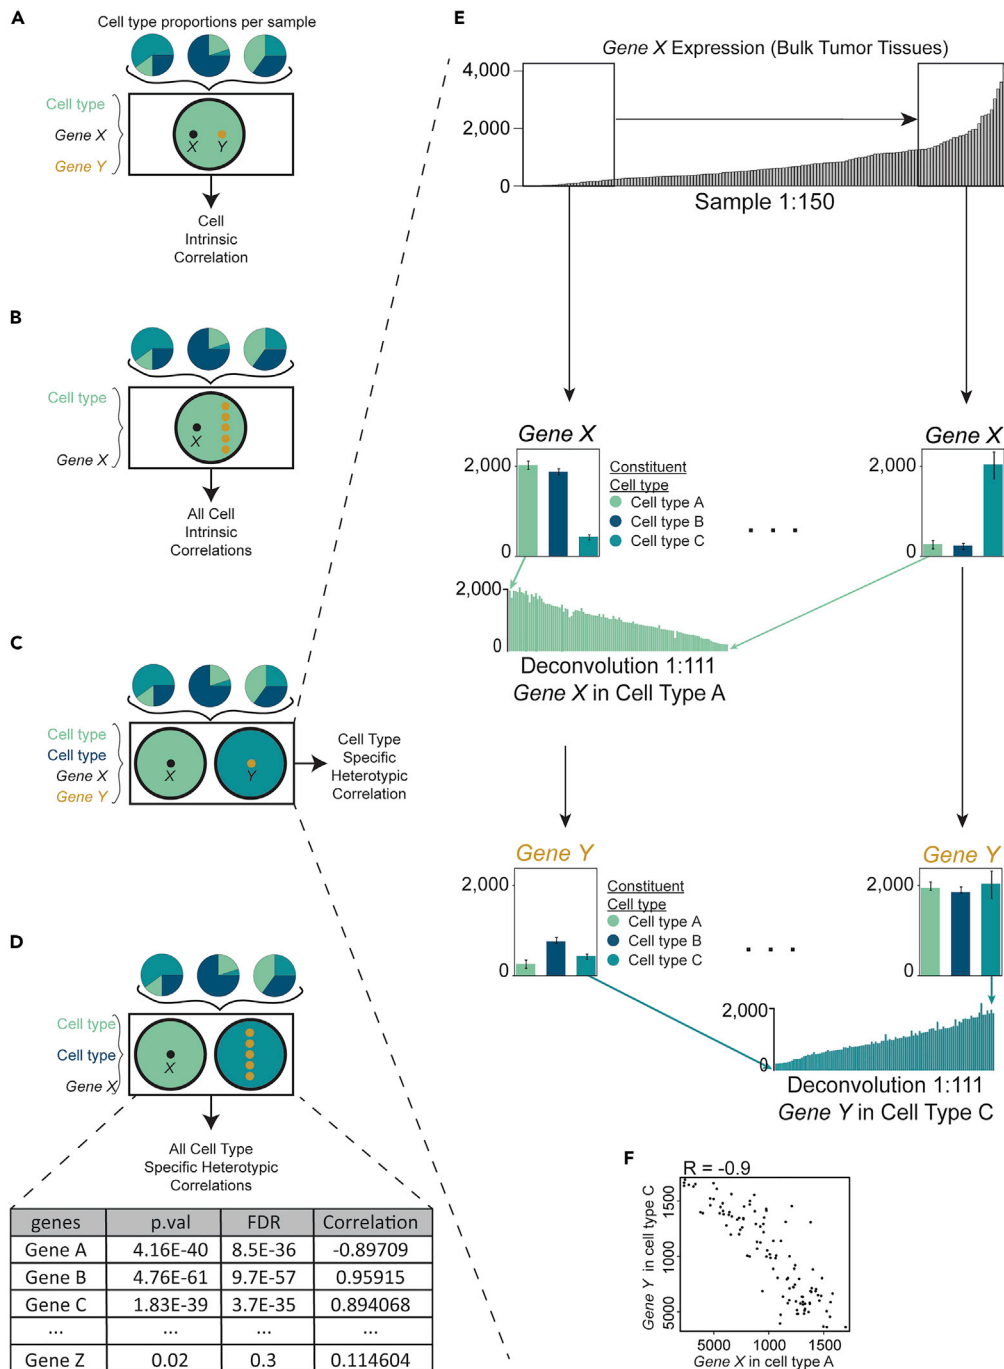 A
Cell type proportions per sample
Cell type
Gene X
Gene Y
X Y
Cell
Intrinsic
Correlation
B
Cell type
Gene X
X
All Cell
Intrinsic
Correlations
C
Cell type
Cell type
Gene X
Gene Y
X
Y
Cell Type
Specific
Heterotypic
Correlation
D
Cell type
Cell type
Gene X
X
All Cell Type
Specific Heterotypic
Correlations
genes p.val FDR Correlation
Gene A 4.16E-40 8.5E-36 -0.89709
Gene B 4.76E-61 9.7E-57 0.95915
Gene C 1.83E-39 3.7E-35 0.894068
... ... ... ...
Gene Z 0.02 0.3 0.114604
E
Gene X Expression (Bulk Tumor Tissues)
4,000
2,000
0
Sample 1:150
Gene X
2,000
0
Constituent
Cell type
Cell type A
Cell type B
Cell type C
. . .
Gene X
2,000
0
2,000
0
Deconvolution 1:111
Gene X in Cell Type A
Gene Y
2,000
0
Constituent
Cell type
Cell type A
Cell type B
Cell type C
. . .
Gene Y
2,000
0
2,000
0
Deconvolution 1:111
Gene Y in Cell Type C
F
R = -0.9
Gene Y in cell type C
1500
1000
5000
5000 1000 1500
Gene X in cell type A